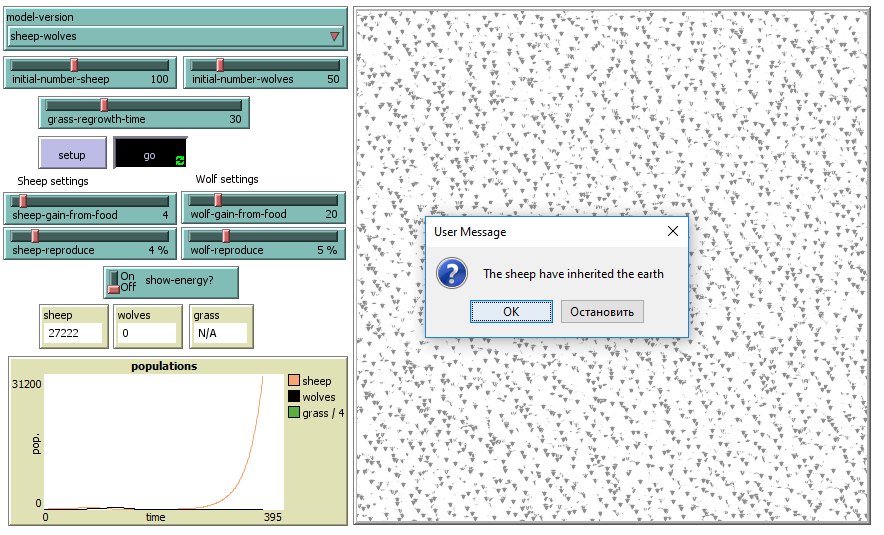 model-version
sheep-wolves
initial-number-sheep 100
initial-number-wolves 50
grass-regrowth-time 30
setup
go
Sheep settings
Wolf settings
sheep-gain-from-food 4
wolf-gain-from-food 20
sheep-reproduce 4 %
wolf-reproduce 5 %
On
Off
show-energy?
sheep
27222
wolves
0
grass
N/A
populations
31200
pop.
0
0
time
395
sheep
wolves
grass / 4
User Message
The sheep have inherited the earth
OK
Остановить